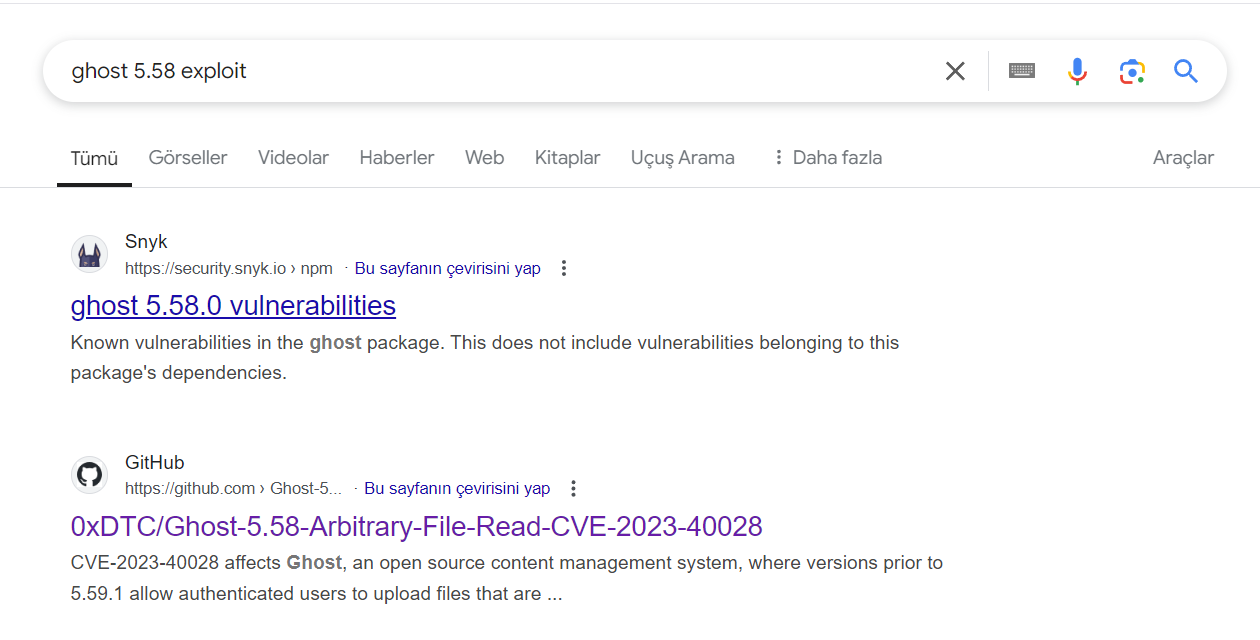 ghost 5.58 exploit
Tümü Görseller Videolar Haberler Web Kitaplar Uçuş Arama Daha fazla Araçlar
Snyk
https://security.snyk.io › npm · Bu sayfanın çevirisini yap
ghost 5.58.0 vulnerabilities
Known vulnerabilities in the ghost package. This does not include vulnerabilities belonging to this
package's dependencies.
GitHub
https://github.com › Ghost-5... · Bu sayfanın çevirisini yap
0xDTC/Ghost-5.58-Arbitrary-File-Read-CVE-2023-40028
CVE-2023-40028 affects Ghost, an open source content management system, where versions prior to
5.59.1 allow authenticated users to upload files that are ...